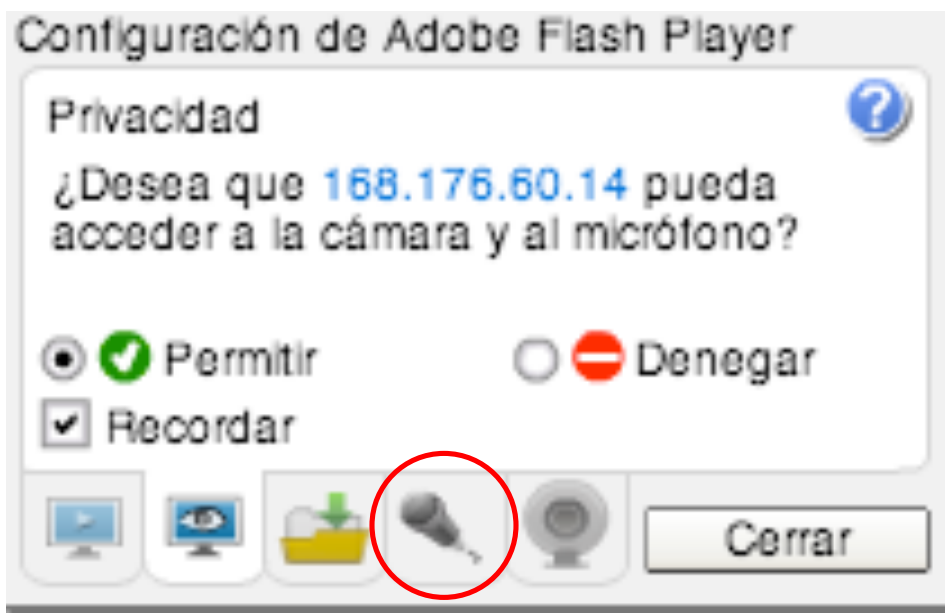 Configuración de Adobe Flash Player
?
Privacidad
¿Desea que 168.176.60.14 pueda
acceder a la cámara y al micrófono?
Permitir
Denegar
Recordar
Cerrar